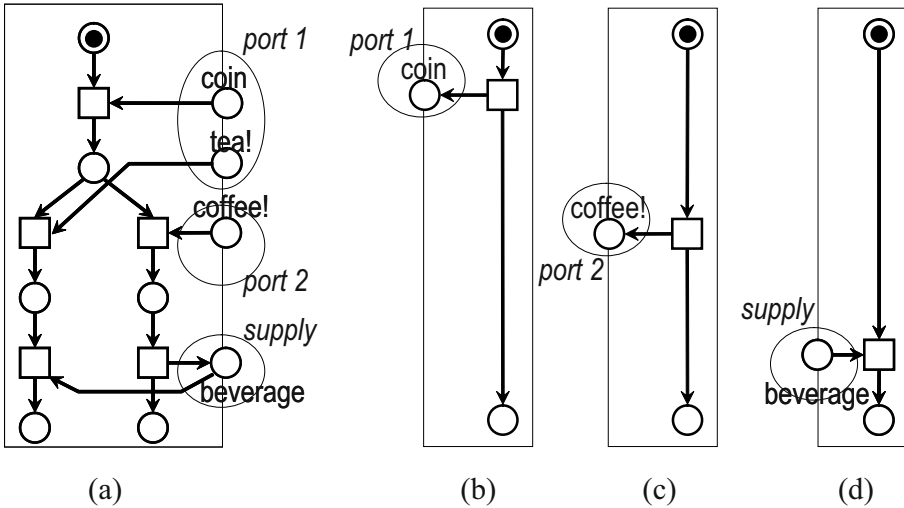 port 1
coin
tea!
coffee!
port 2
supply
beverage
(a)
port 1
coin
(b)
coffee!
port 2
(c)
supply
beverage
(d)